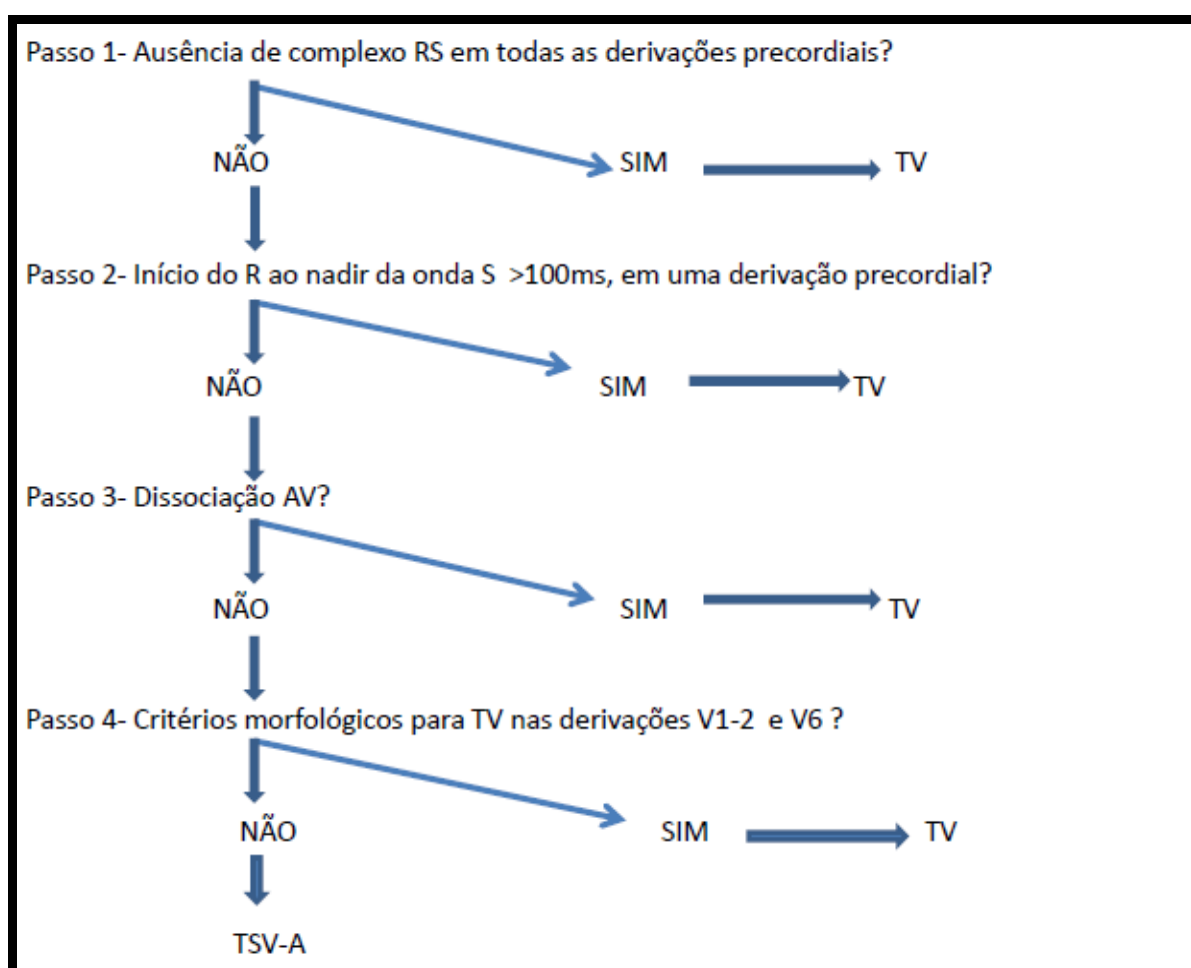 Passo 1- Ausência de complexo RS em todas as derivações precordiais?
NÃO SIM TV
Passo 2- Início do R ao nadir da onda S >100ms, em uma derivação precordial?
NÃO SIM TV
Passo 3- Dissociação AV?
NÃO SIM TV
Passo 4- Critérios morfológicos para TV nas derivações V1-2 e V6 ?
NÃO SIM TV
TSV-A